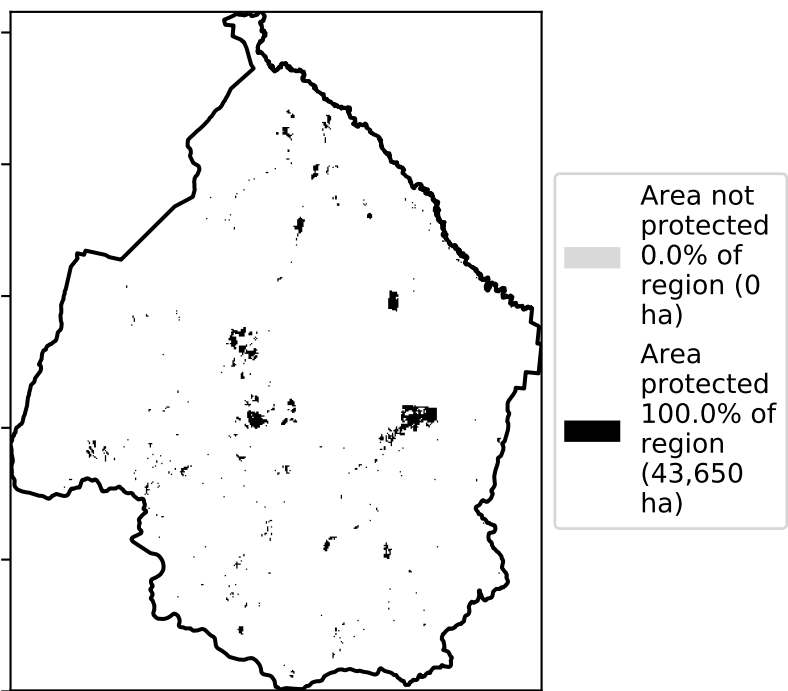 Area not
protected
0.0% of
region (0
ha)
Area
protected
100.0% of
region
(43,650
ha)